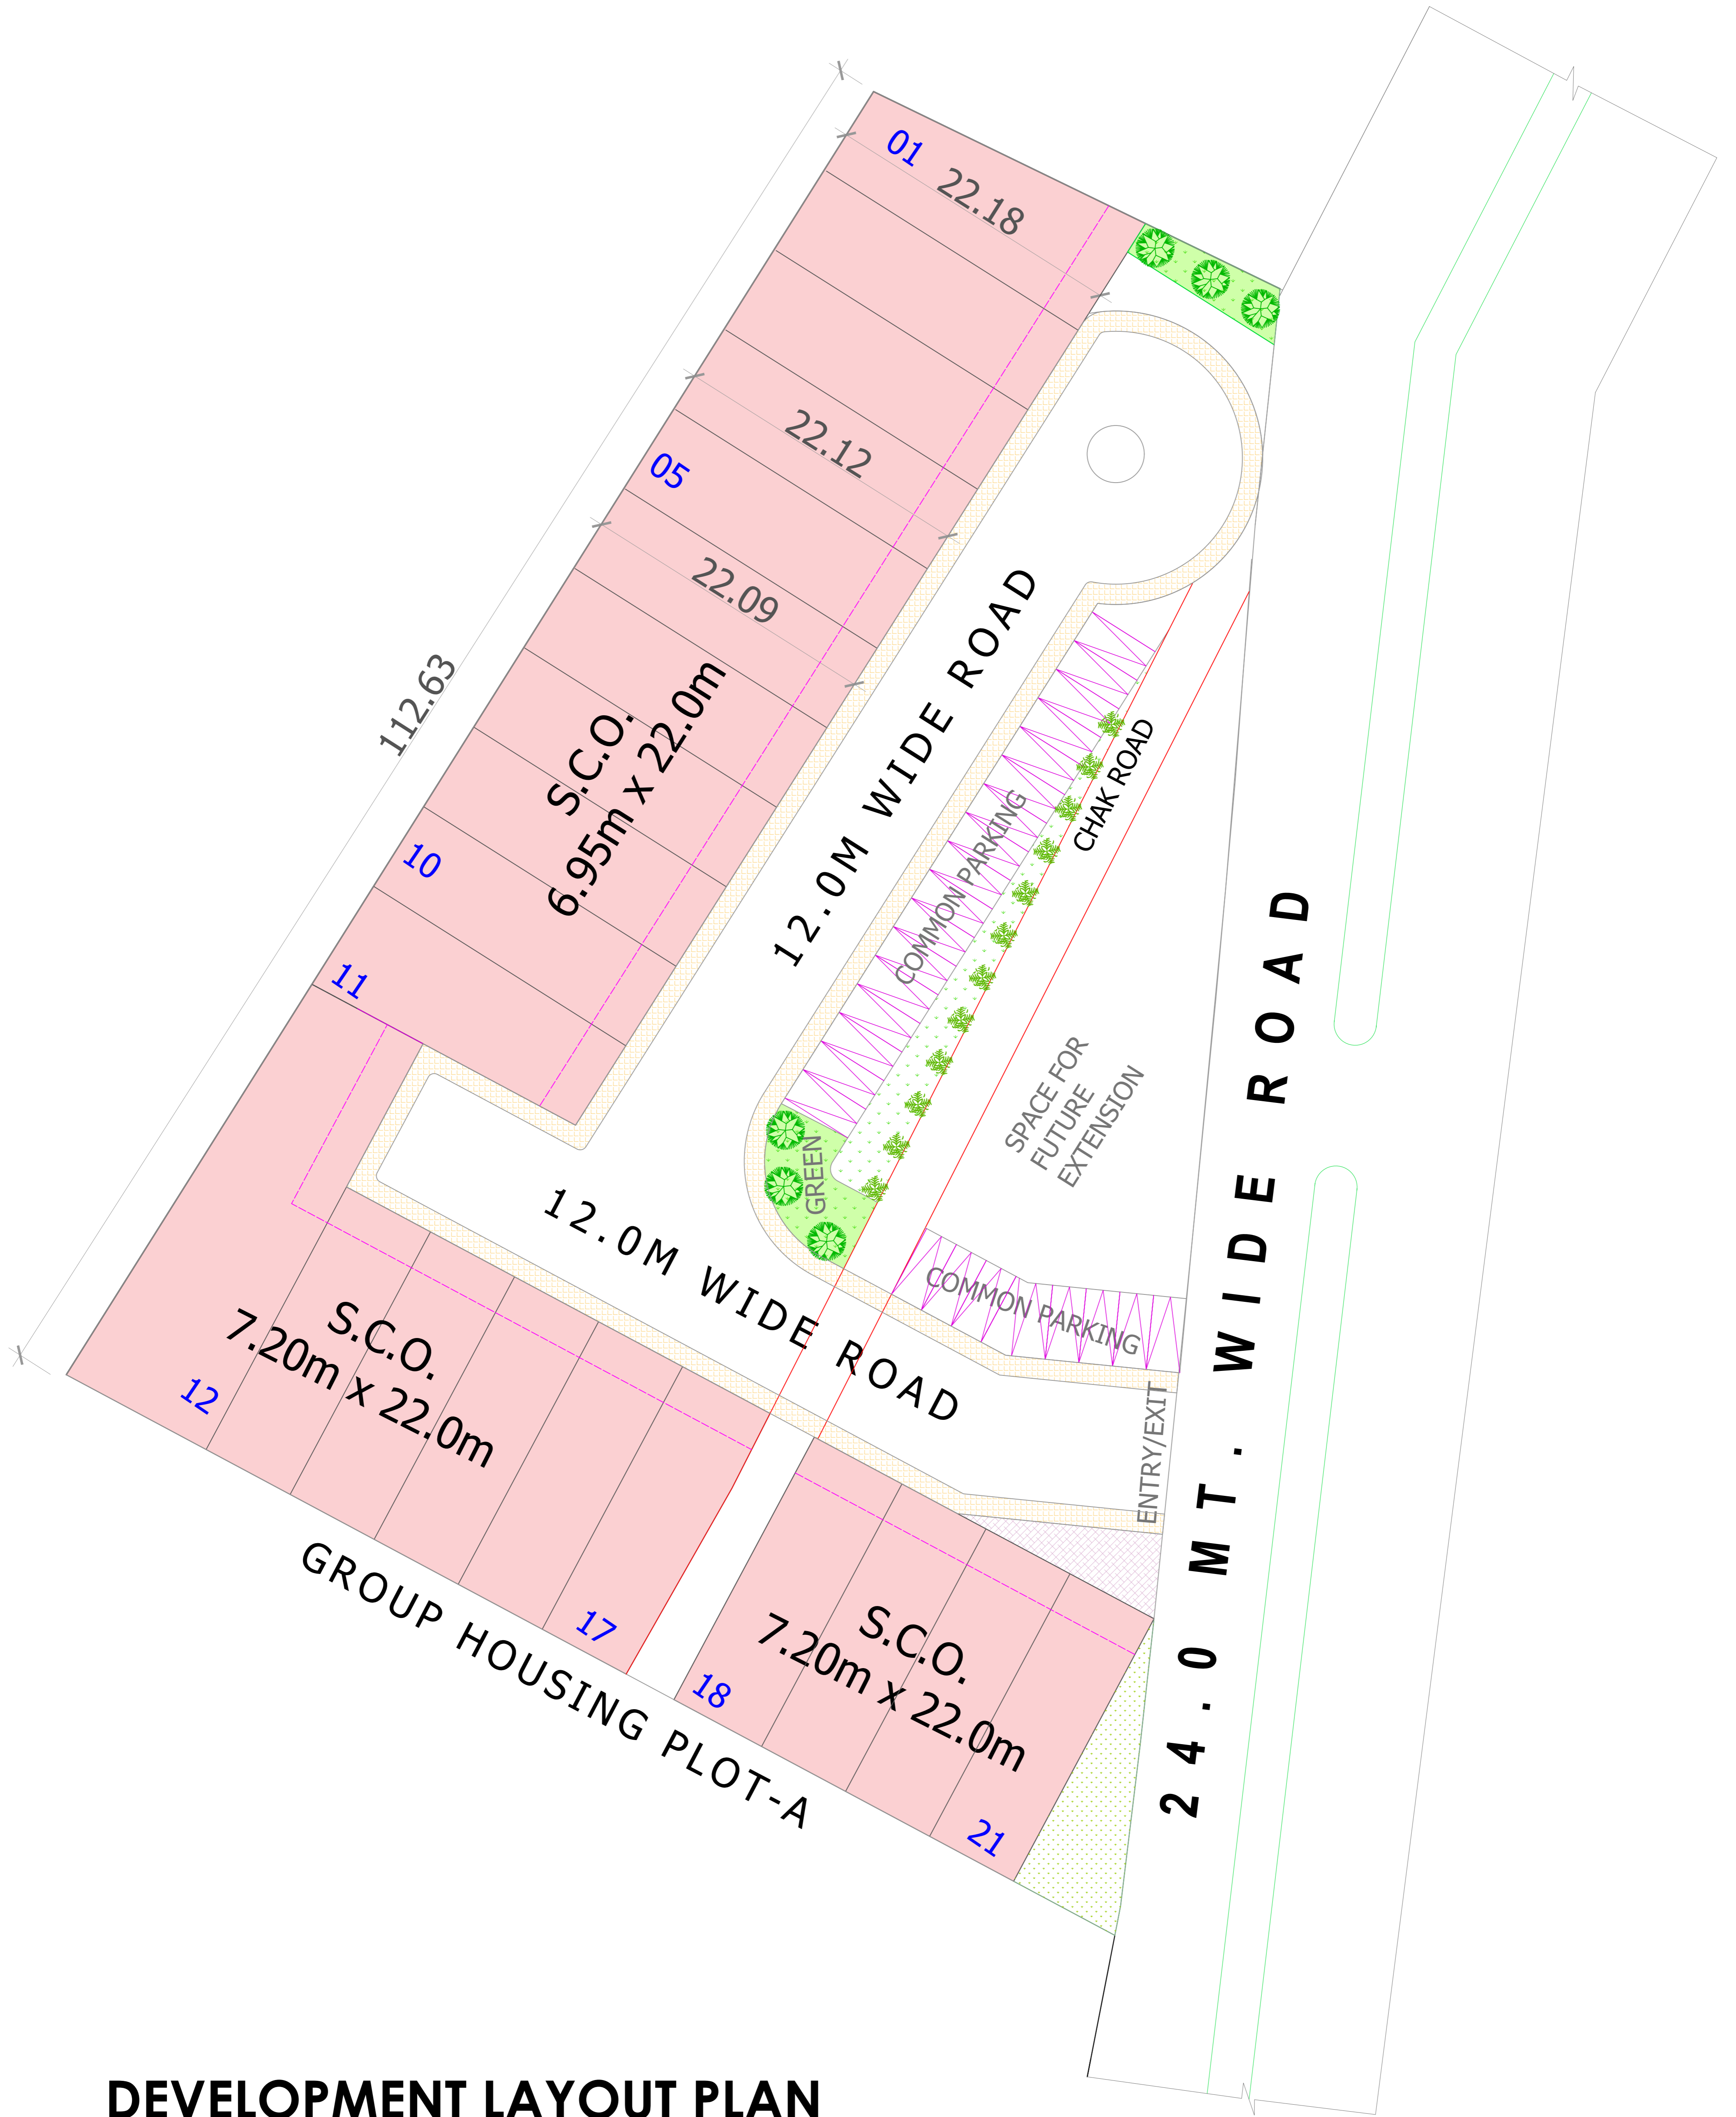 01
22.18
22.12
05
22.09
112.63
S.C.O.
6.95m x 22.0m
10
11
12.0M WIDE ROAD
COMMON PARKING
CHAK ROAD
SPACE FOR
FUTURE
EXTENSION
GREEN
12.0M WIDE ROAD
COMMON PARKING
ENTRY/EXIT
24.0 MT. WIDE ROAD
S.C.O.
7.20m x 22.0m
12
17
18
S.C.O.
7.20m x 22.0m
21
GROUP HOUSING PLOT-A
DEVELOPMENT LAYOUT PLAN